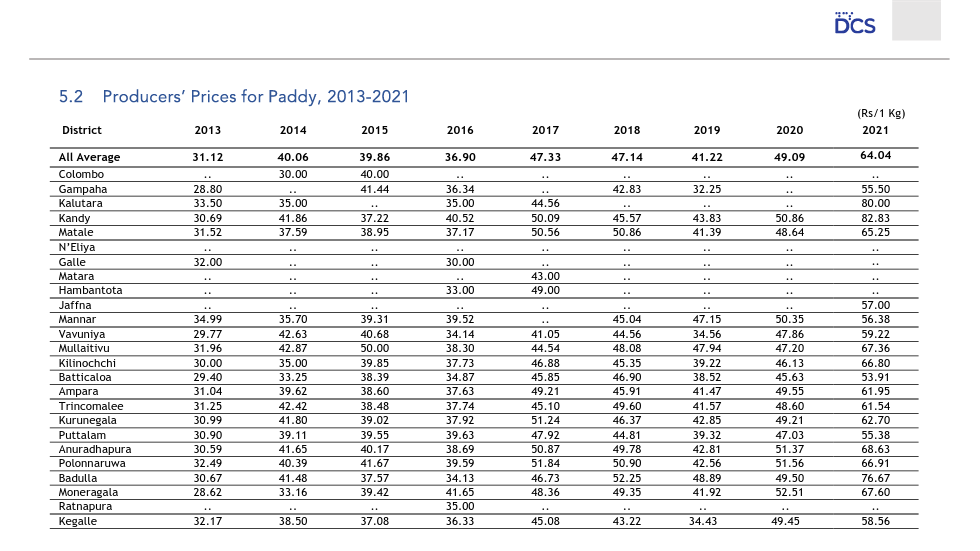 DCS
5.2 Producers’ Prices for Paddy, 2013-2021
(Rs/1 Kg)
District 2013 2014 2015 2016 2017 2018 2019 2020 2021
All Average 31.12 40.06 39.86 36.90 47.33 47.14 41.22 49.09 64.04
Colombo .. 30.00 40.00 .. .. .. .. .. ..
Gampaha 28.80 .. 41.44 36.34 .. 42.83 32.25 .. 55.50
Kalutara 33.50 35.00 .. 35.00 44.56 .. .. .. 80.00
Kandy 30.69 41.86 37.22 40.52 50.09 45.57 43.83 50.86 82.83
Matale 31.52 37.59 38.95 37.17 50.56 50.86 41.39 48.64 65.25
N’Eliya .. .. .. .. .. .. .. .. ..
Galle 32.00 .. .. 30.00 .. .. .. .. ..
Matara .. .. .. .. 43.00 .. .. .. ..
Hambantota .. .. .. 33.00 49.00 .. .. .. ..
Jaffna .. .. .. .. .. .. .. .. 57.00
Mannar 34.99 35.70 39.31 39.52 .. 45.04 47.15 50.35 56.38
Vavuniya 29.77 42.63 40.68 34.14 41.05 44.56 34.56 47.86 59.22
Mullaitivu 31.96 42.87 50.00 38.30 44.54 48.08 47.94 47.20 67.36
Kilinochchi 30.00 35.00 39.85 37.73 46.88 45.35 39.22 46.13 66.80
Batticaloa 29.40 33.25 38.39 34.87 45.85 46.90 38.52 45.63 53.91
Ampara 31.04 39.62 38.60 37.63 49.21 45.91 41.47 49.55 61.95
Trincomalee 31.25 42.42 38.48 37.74 45.10 49.60 41.57 48.60 61.54
Kurunegala 30.99 41.80 39.02 37.92 51.24 46.37 42.85 49.21 62.70
Puttalam 30.90 39.11 39.55 39.63 47.92 44.81 39.32 47.03 55.38
Anuradhapura 30.59 41.65 40.17 38.69 50.87 49.78 42.81 51.37 68.63
Polonnaruwa 32.49 40.39 41.67 39.59 51.84 50.90 42.56 51.56 66.91
Badulla 30.67 41.48 37.57 34.13 46.73 52.25 48.89 49.50 76.67
Moneragala 28.62 33.16 39.42 41.65 48.36 49.35 41.92 52.51 67.60
Ratnapura .. .. .. 35.00 .. .. .. .. ..
Kegalle 32.17 38.50 37.08 36.33 45.08 43.22 34.43 49.45 58.56